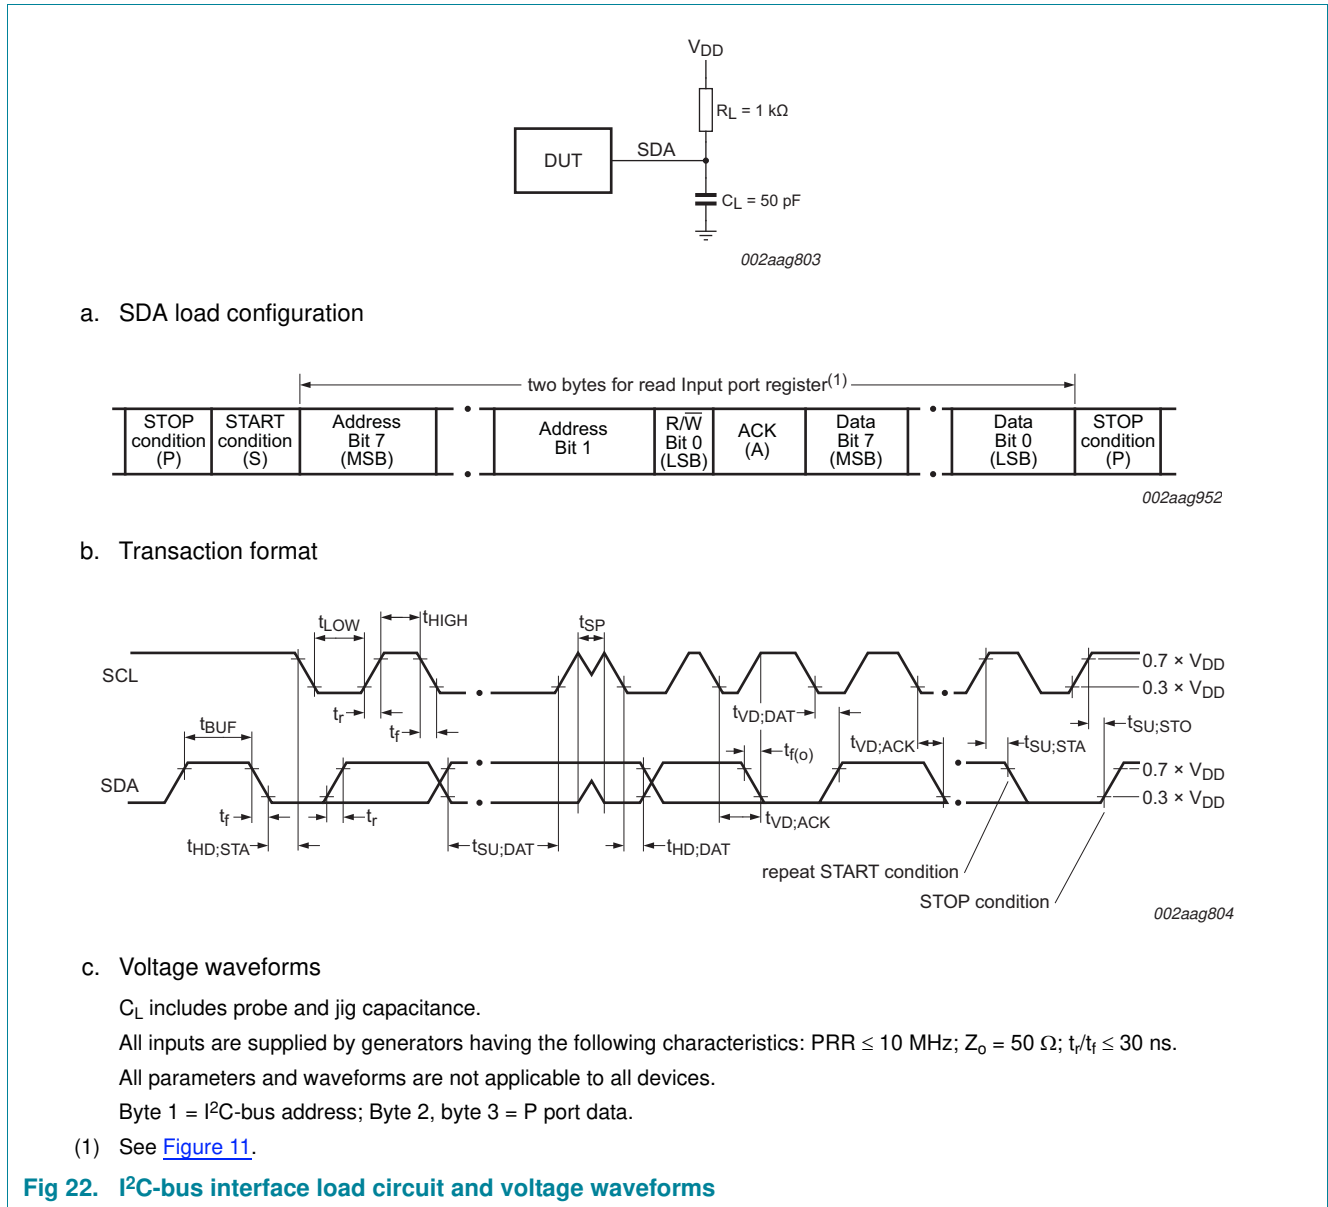 VDD
RL = 1 kΩ
DUT
SDA
CL = 50 pF
002aag803
a. SDA load configuration
two bytes for read Input port register(1)
STOP condition (P)
START condition (S)
Address Bit 7 (MSB)
Address Bit 1
R/W̅ Bit 0 (LSB)
ACK (A)
Data Bit 7 (MSB)
Data Bit 0 (LSB)
STOP condition (P)
002aag952
b. Transaction format
tLOW
tHIGH
tSP
SCL
0.7 × VDD
0.3 × VDD
tr
tf
tVD;DAT
tBUF
tf(o)
tVD;ACK
tSU;STA
tSU;STO
SDA
0.7 × VDD
0.3 × VDD
tf
tr
tVD;ACK
tHD;STA
tSU;DAT
tHD;DAT
repeat START condition
STOP condition
002aag804
c. Voltage waveforms
CL includes probe and jig capacitance.
All inputs are supplied by generators having the following characteristics: PRR ≤ 10 MHz; Zo = 50 Ω; tr/tf ≤ 30 ns.
All parameters and waveforms are not applicable to all devices.
Byte 1 = I²C-bus address; Byte 2, byte 3 = P port data.
(1) See Figure 11.
Fig 22. I²C-bus interface load circuit and voltage waveforms